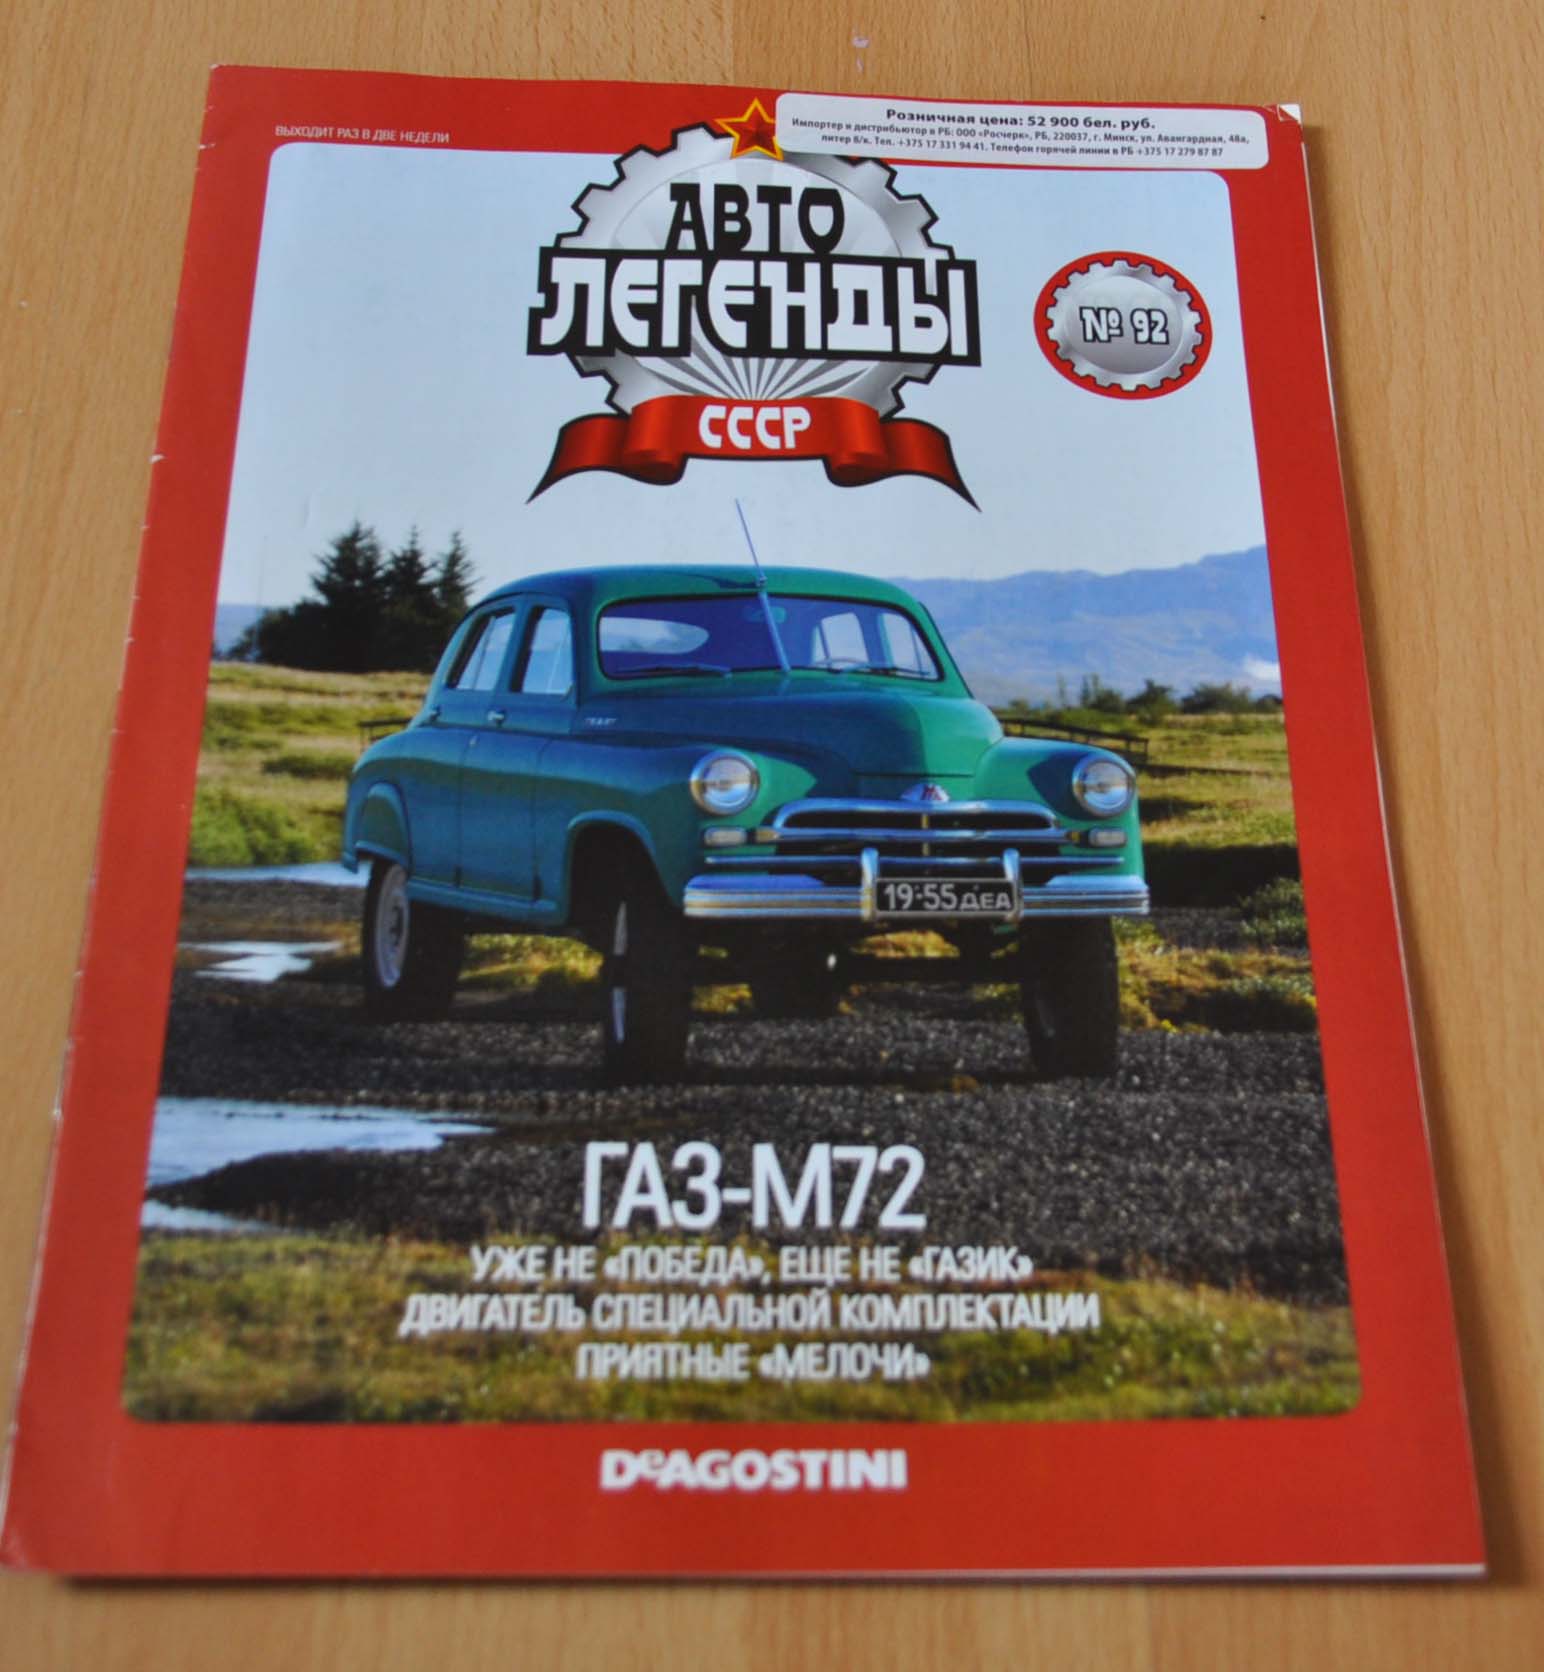 ВЫХОДИТ РАЗ В ДВЕ НЕДЕЛИ
Розничная цена: 52 900 бел. руб.
Импортер и дистрибьютор в РБ: ООО «Росчерк», РБ, 220037, г. Минск, ул. Авангардная, 48а,
литер 8/к. Тел. +375 17 331 94 41. Телефон горячей линии в РБ +375 17 279 87 87
АВТО
ЛЕГЕНДЫ
СССР
№ 92
19-55 ДЕА
ГАЗ-М72
УЖЕ НЕ «ПОБЕДА», ЕЩЕ НЕ «ГАЗИК»
ДВИГАТЕЛЬ СПЕЦИАЛЬНОЙ КОМПЛЕКТАЦИИ
ПРИЯТНЫЕ «МЕЛОЧИ»
DeAGOSTINI